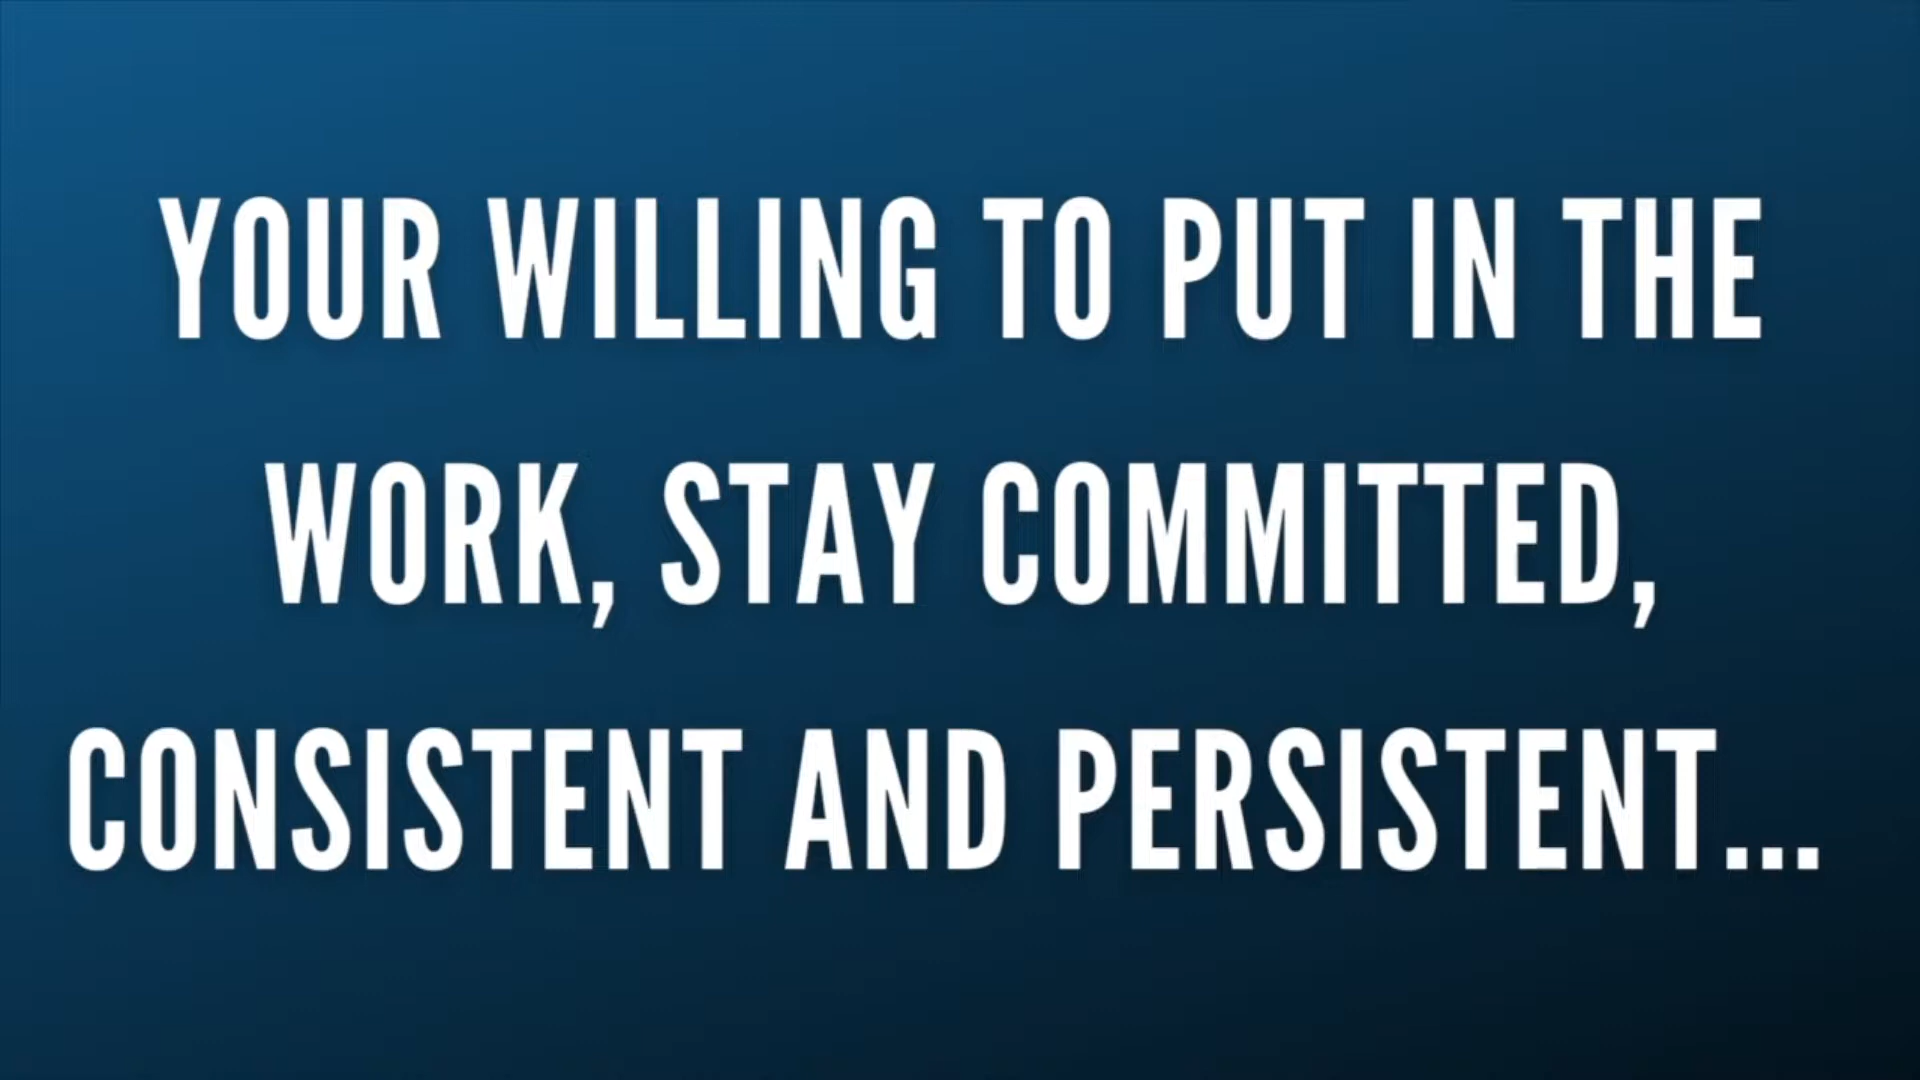 YOUR WILLING TO PUT IN THE
WORK, STAY COMMITTED,
CONSISTENT AND PERSISTENT...